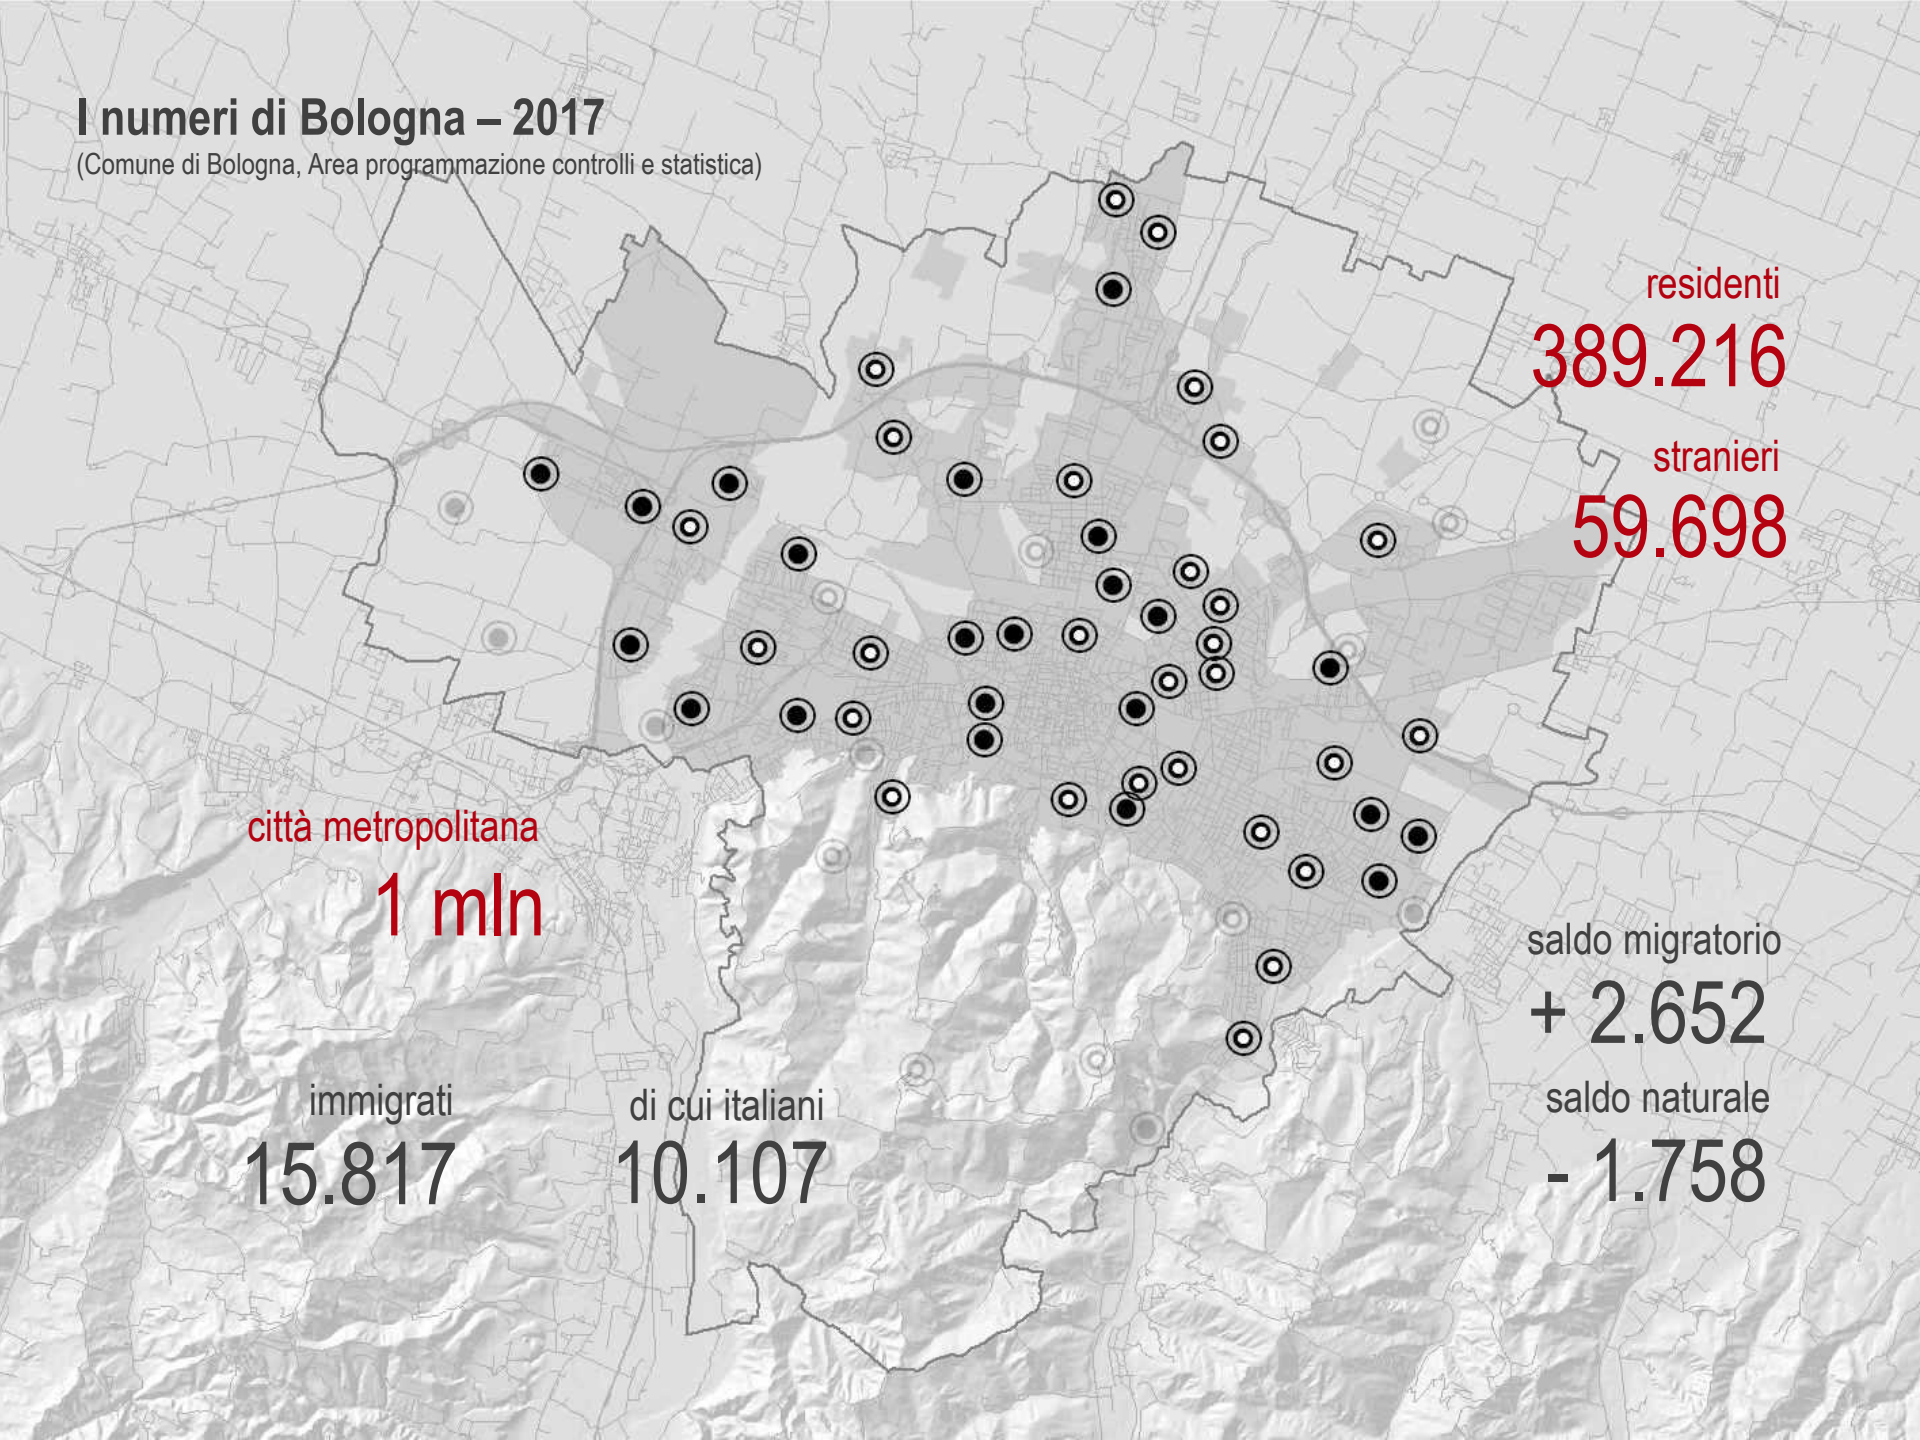 I numeri di Bologna – 2017
(Comune di Bologna, Area programmazione controlli e statistica)
residenti
389.216
stranieri
59.698
città metropolitana
1 mln
saldo migratorio
+ 2.652
immigrati
15.817
di cui italiani
10.107
saldo naturale
- 1.758